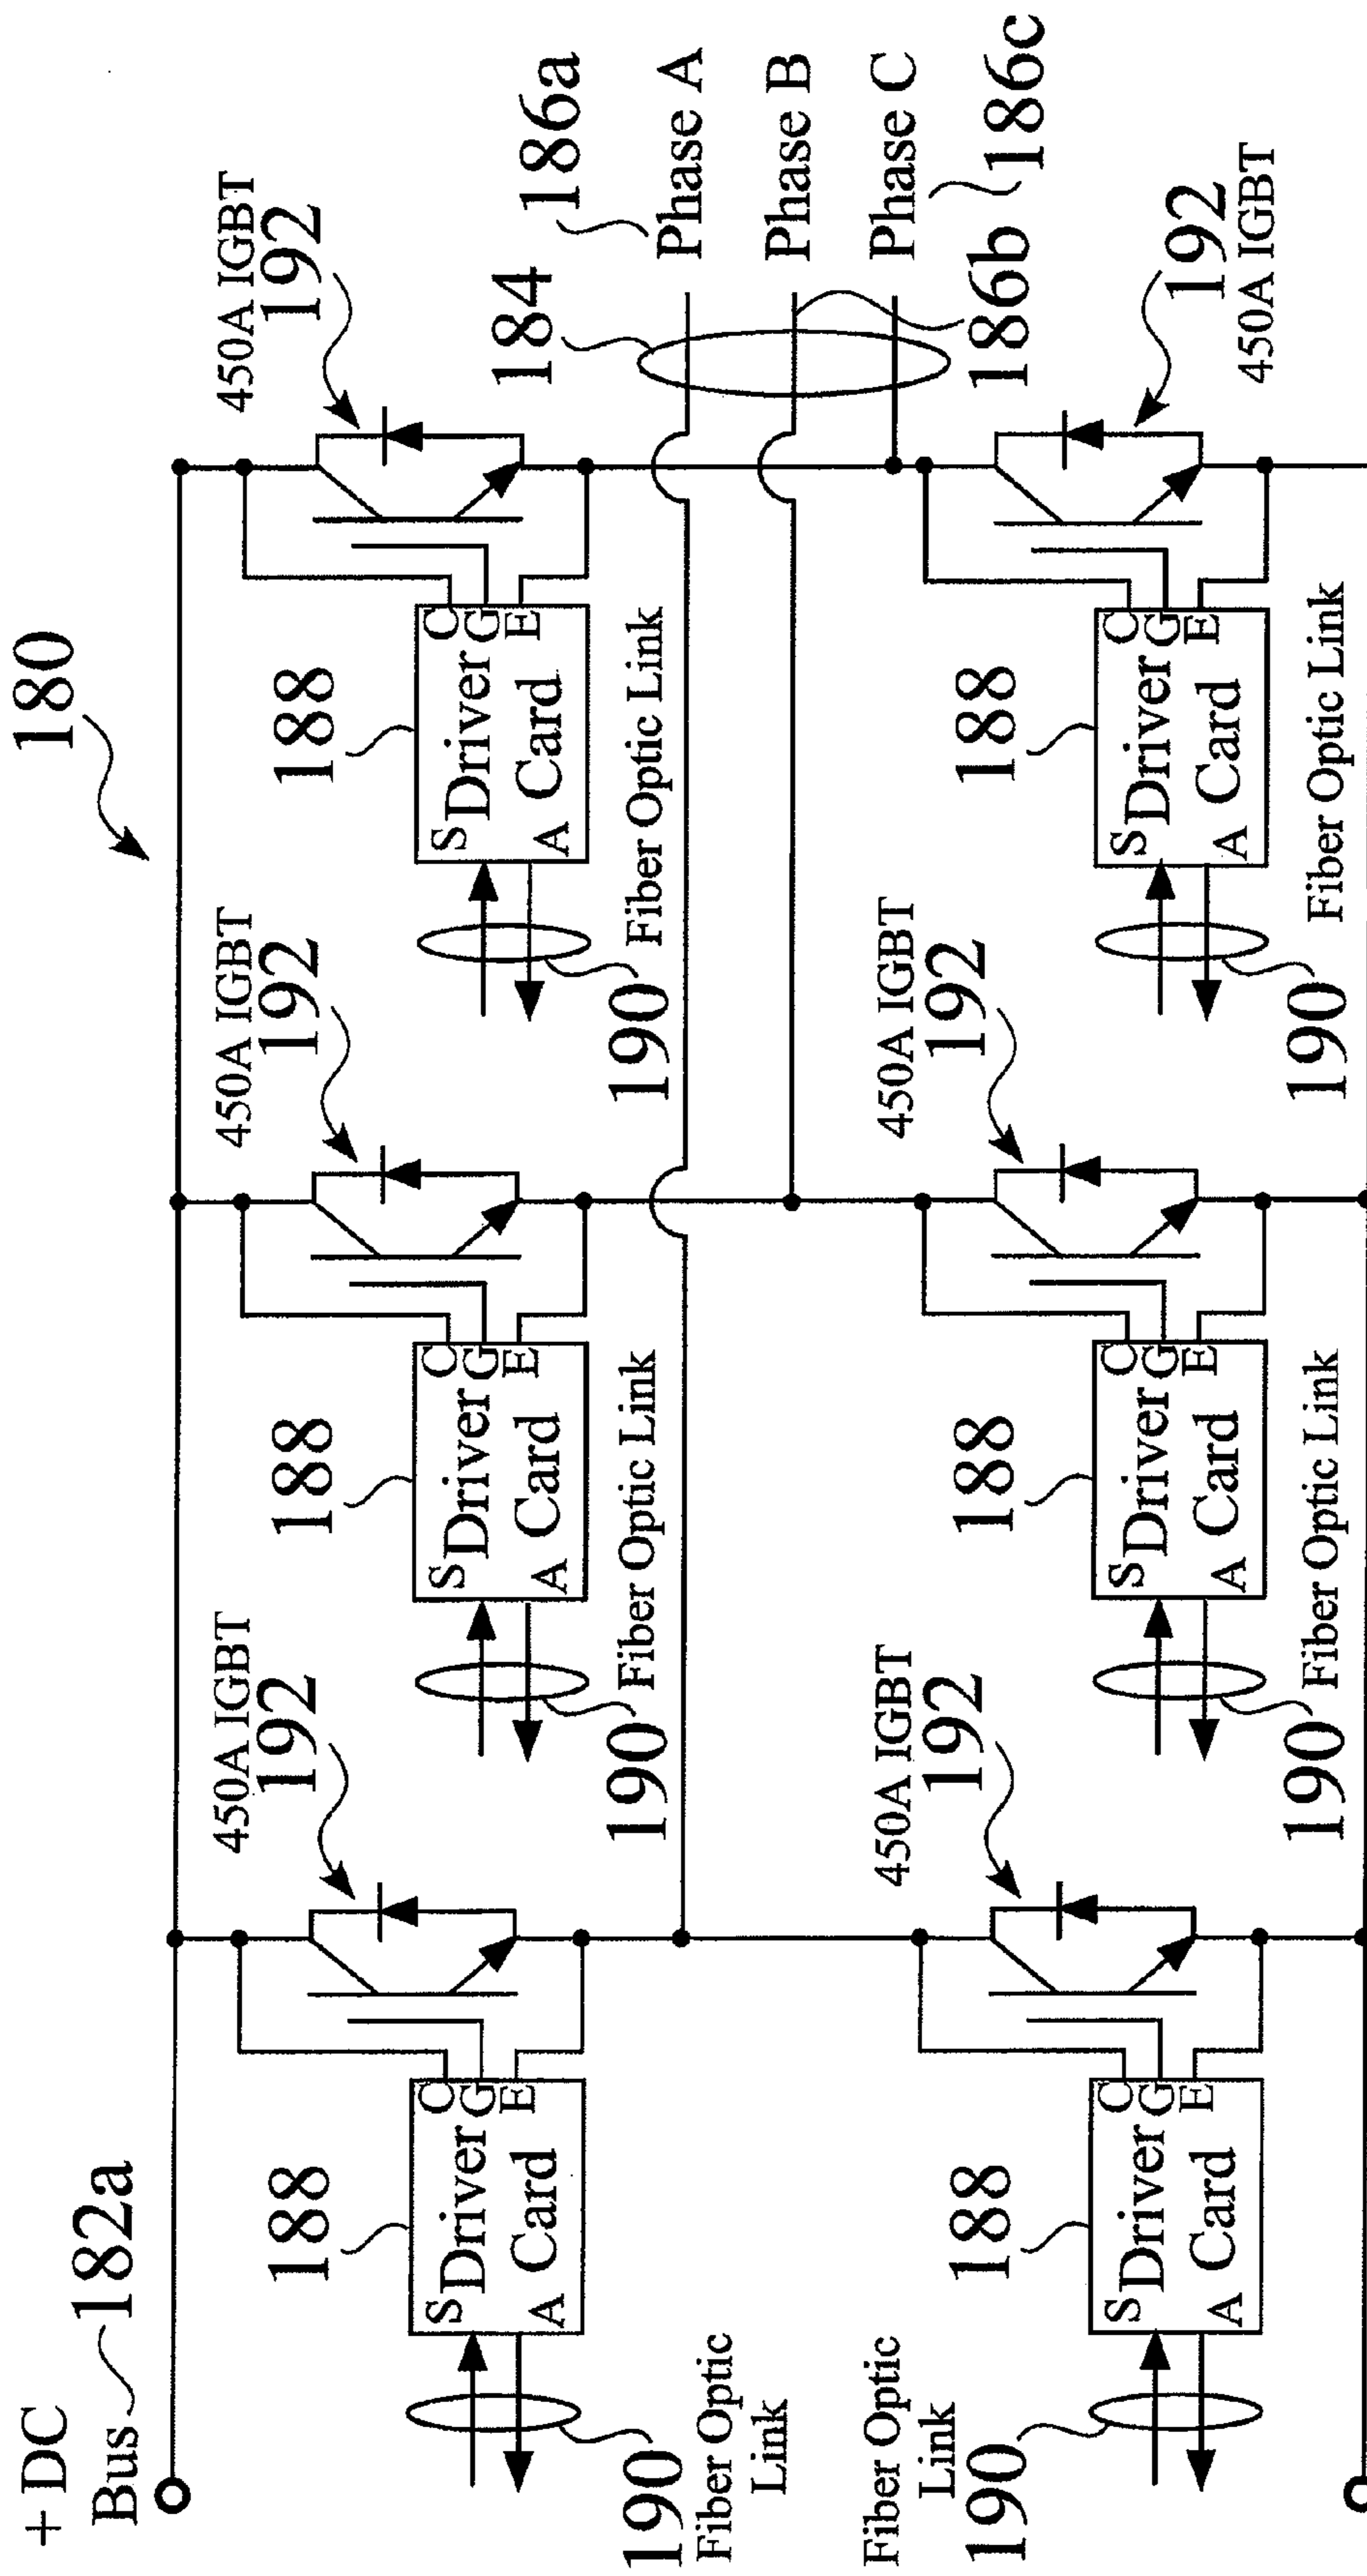 180
+ DC
Bus
182a
450A IGBT
192
450A IGBT
192
450A IGBT
192
188
188
188
S
Driver
Card
A
C
G
E
S
Driver
Card
A
C
G
E
S
Driver
Card
A
C
G
E
190
Fiber Optic
Link
190
Fiber Optic Link
190
Fiber Optic Link
184
186a
Phase A
Phase B
Phase C
186b
186c
Fiber Optic
Link
190
450A IGBT
192
450A IGBT
192
192
450A IGBT
188
188
188
S
Driver
Card
A
C
G
E
S
Driver
Card
A
C
G
E
S
Driver
Card
A
C
G
E
190
Fiber Optic Link
190
Fiber Optic Link